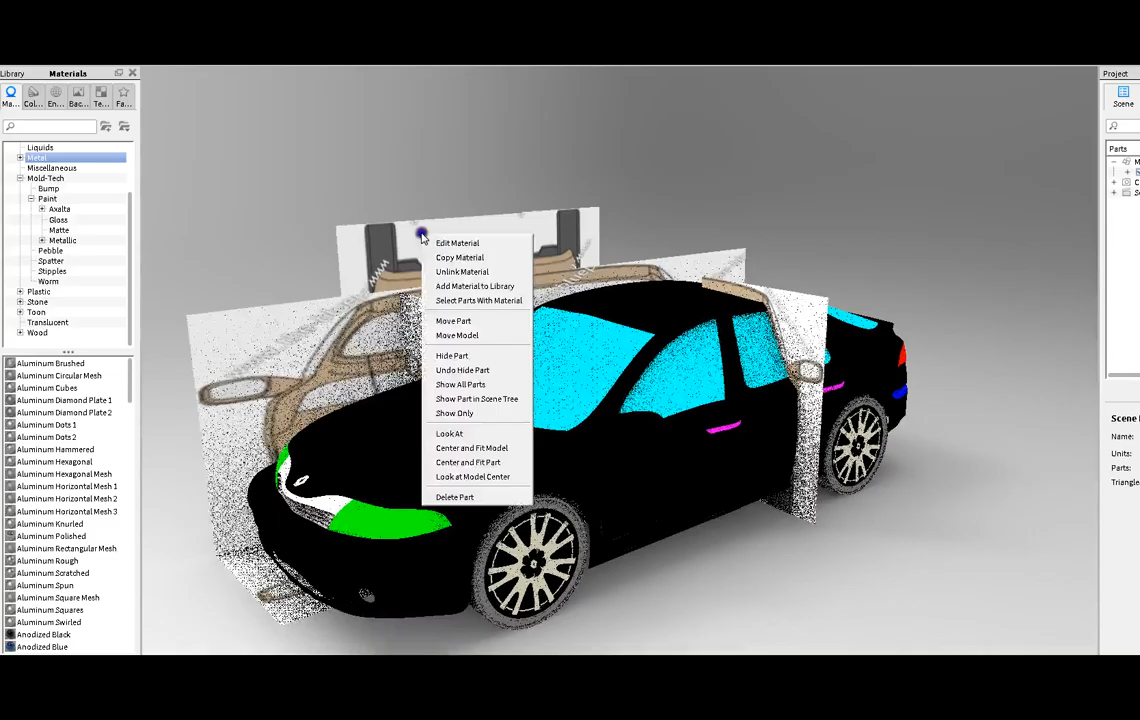 Library
Materials
Ma...
Col...
En...
Bac...
Te...
Fa...
Liquids
Metal
Miscellaneous
Mold-Tech
Bump
Paint
Axalta
Gloss
Matte
Metallic
Pebble
Spatter
Stipples
Worm
Plastic
Stone
Toon
Translucent
Wood
Aluminum Brushed
Aluminum Circular Mesh
Aluminum Cubes
Aluminum Diamond Plate 1
Aluminum Diamond Plate 2
Aluminum Dots 1
Aluminum Dots 2
Aluminum Hammered
Aluminum Hexagonal
Aluminum Hexagonal Mesh
Aluminum Horizontal Mesh 1
Aluminum Horizontal Mesh 2
Aluminum Horizontal Mesh 3
Aluminum Knurled
Aluminum Polished
Aluminum Rectangular Mesh
Aluminum Rough
Aluminum Scratched
Aluminum Spun
Aluminum Square Mesh
Aluminum Squares
Aluminum Swirled
Anodized Black
Anodized Blue
Edit Material
Copy Material
Unlink Material
Add Material to Library
Select Parts With Material
Move Part
Move Model
Hide Part
Undo Hide Part
Show All Parts
Show Part in Scene Tree
Show Only
Look At
Center and Fit Model
Center and Fit Part
Look at Model Center
Delete Part
Project
Scene
Parts
M
C
S
Scene
Name:
Units:
Parts:
Triangle